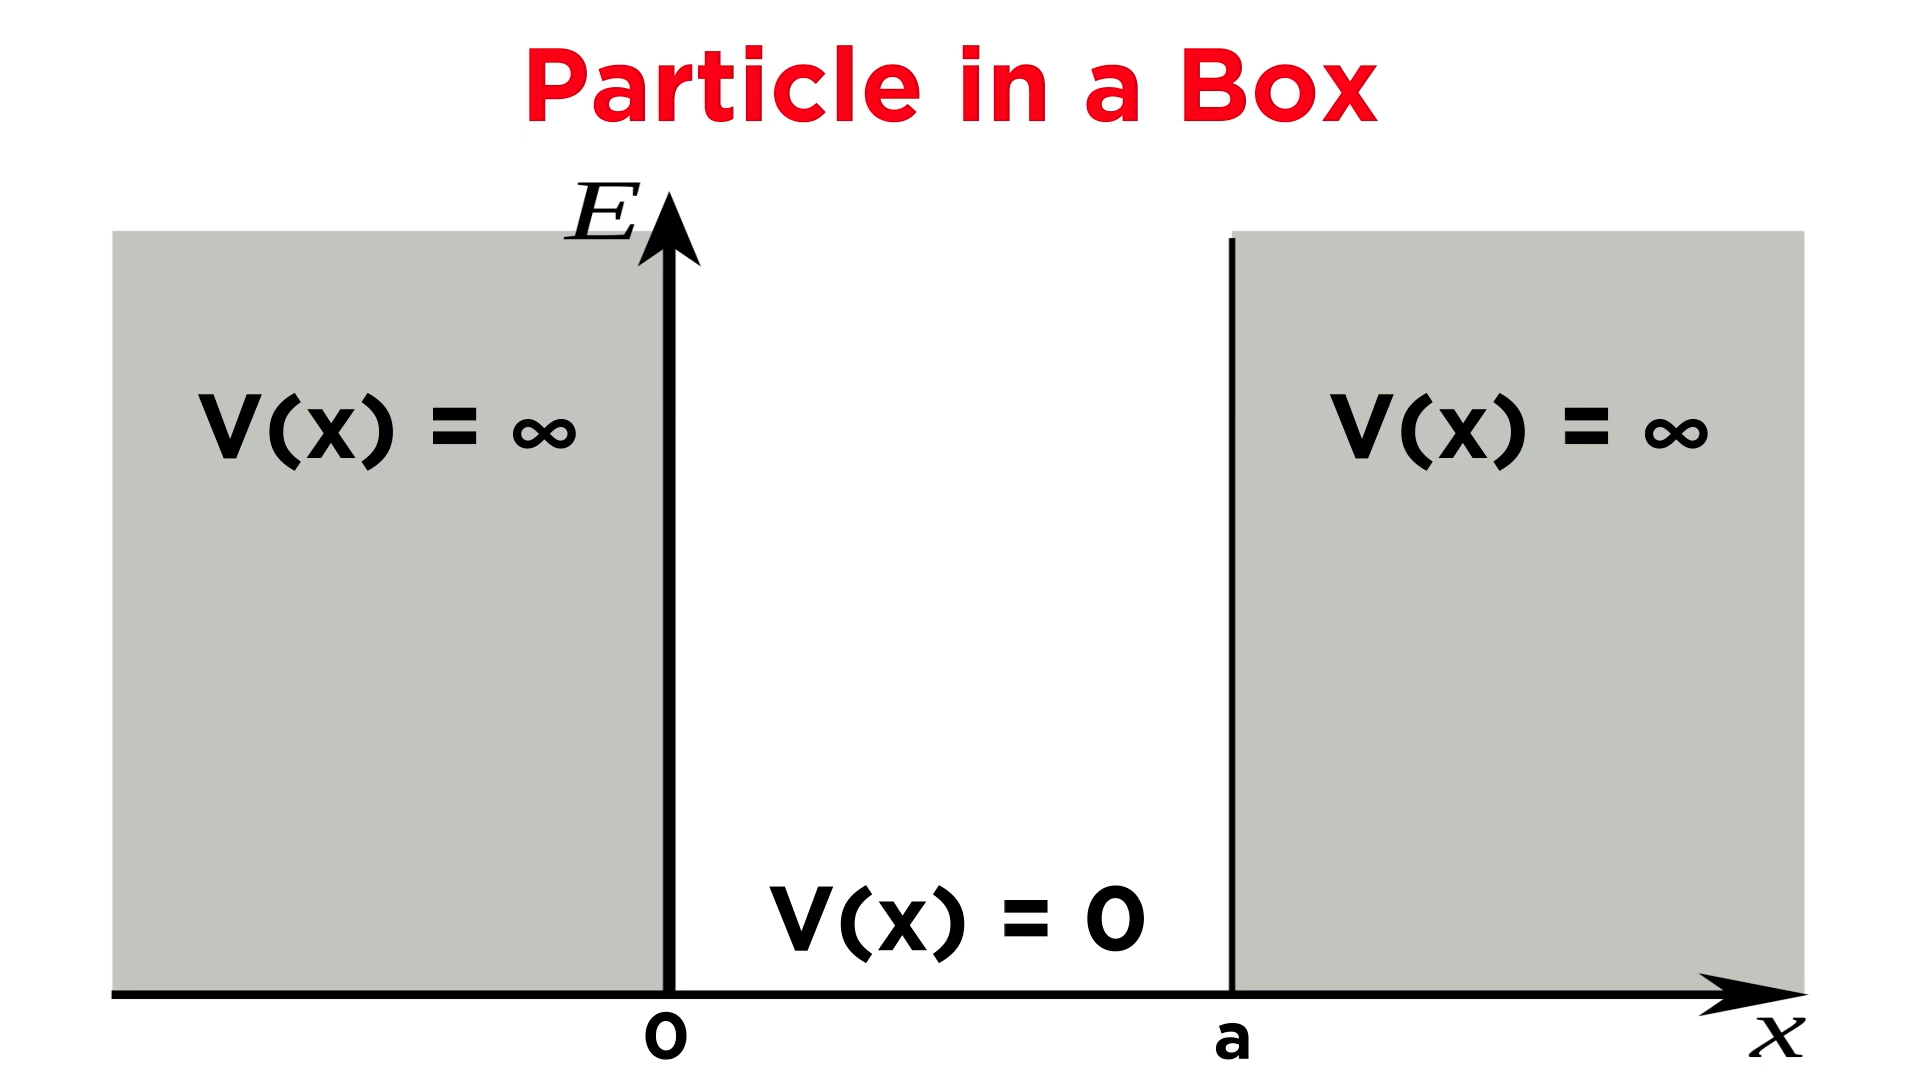 Particle in a Box
E
V(x) = ∞
V(x) = ∞
V(x) = 0
0
a
x